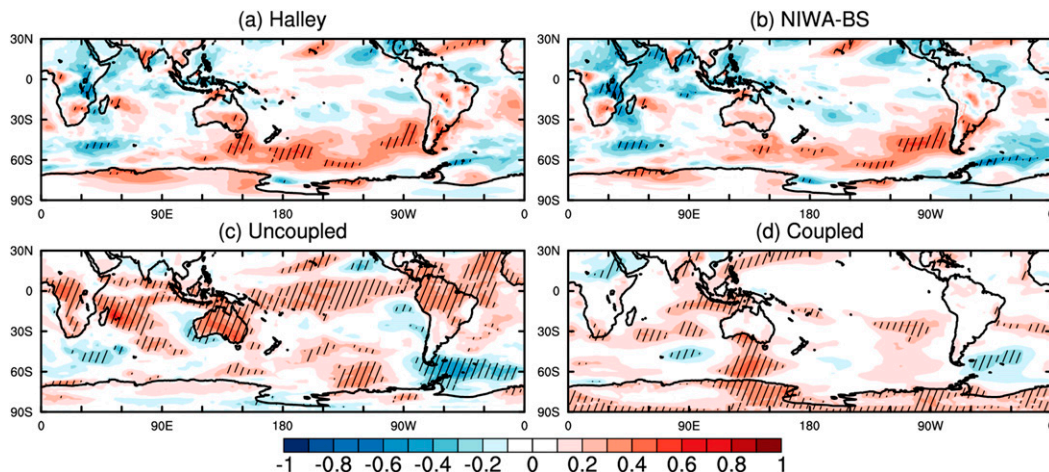 (a) Halley (b) NIWA-BS
30N 30N
0 0
30S 30S
60S 60S
90S 90S
0 90E 180 90W 0 0 90E 180 90W 0
(c) Uncoupled (d) Coupled
30N 30N
0 0
30S 30S
60S 60S
90S 90S
0 90E 180 90W 0 0 90E 180 90W 0
-1 -0.8 -0.6 -0.4 -0.2 0 0.2 0.4 0.6 0.8 1